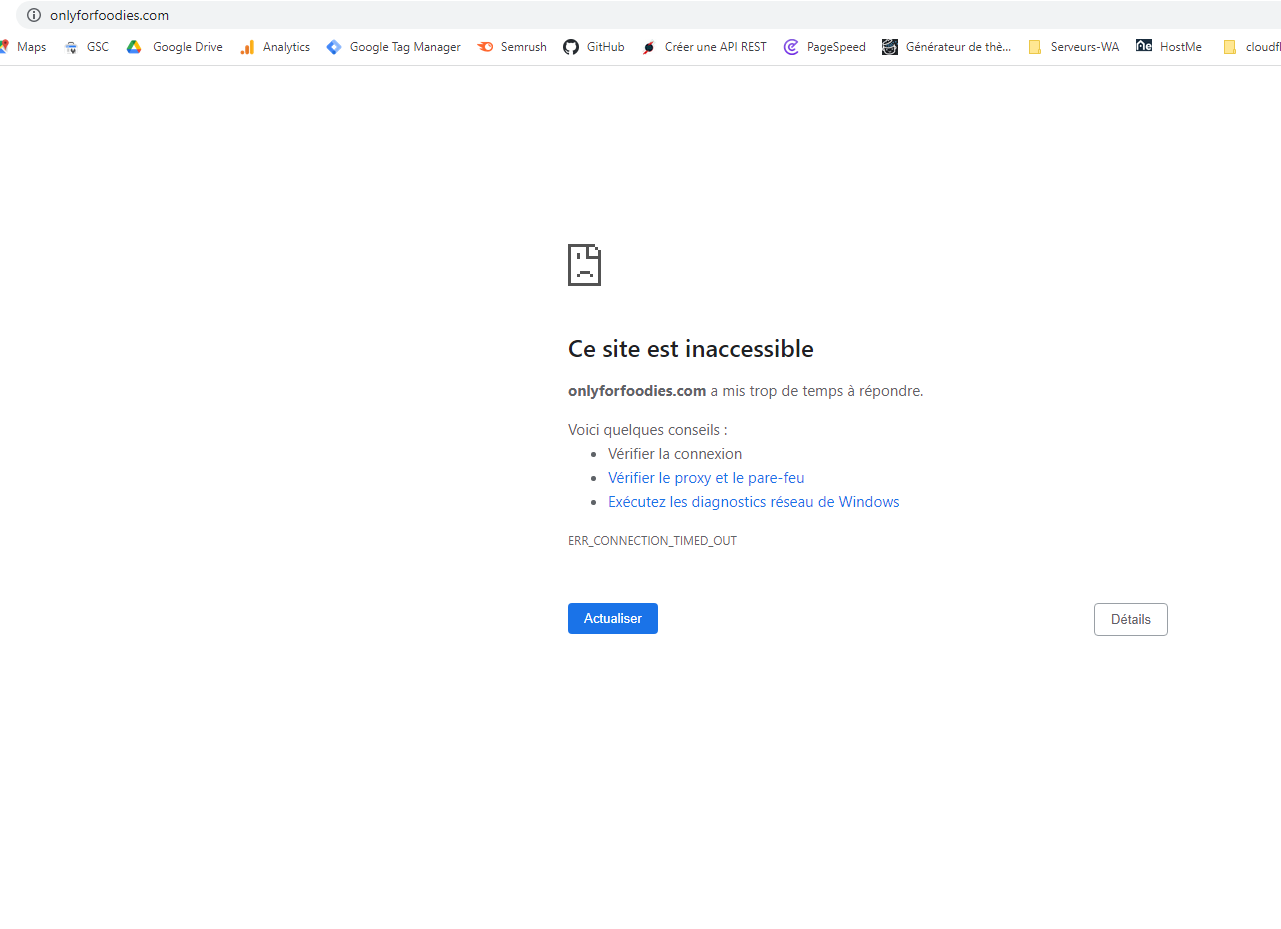 onlyforfoodies.com
Maps GSC Google Drive Analytics Google Tag Manager Semrush GitHub Créer une API REST PageSpeed Générateur de thè... Serveurs-WA HostMe
Ce site est inaccessible
onlyforfoodies.com a mis trop de temps à répondre.
Voici quelques conseils :
Vérifier la connexion
Vérifier le proxy et le pare-feu
Exécutez les diagnostics réseau de Windows
ERR_CONNECTION_TIMED_OUT
Actualiser Détails